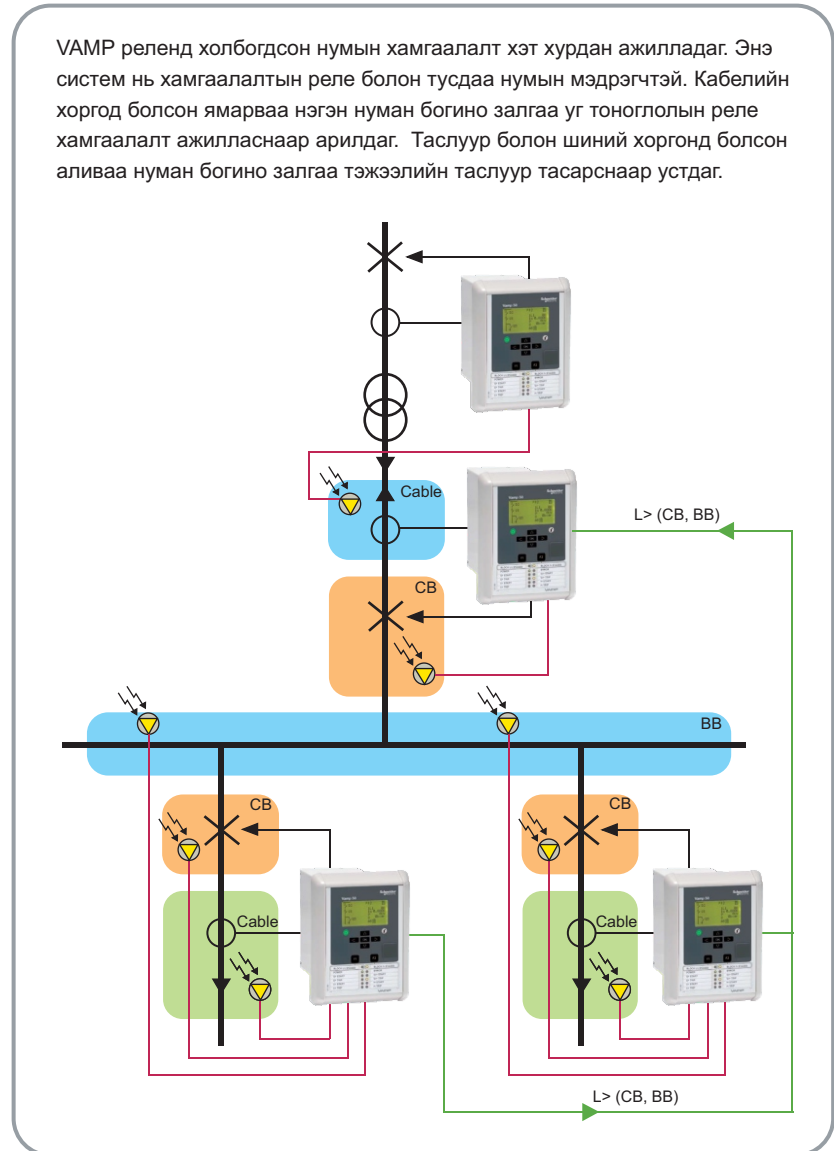 VAMP реленд холбогдсон нумын хамгаалалт хэт хурдан ажилладаг. Энэ
систем нь хамгаалалтын реле болон тусдаа нумын мэдрэгчтэй. Кабелийн
хоргод болсон ямарваа нэгэн нуман богино залгаа уг тоноглолын реле
хамгаалалт ажилласнаар арилдаг. Таслуур болон шиний хоргонд болсон
аливаа нуман богино залгаа тэжээлийн таслуур тасарснаар устдаг.
Cable
L> (CB, BB)
CB
BB
CB
CB
Cable
Cable
L> (CB, BB)